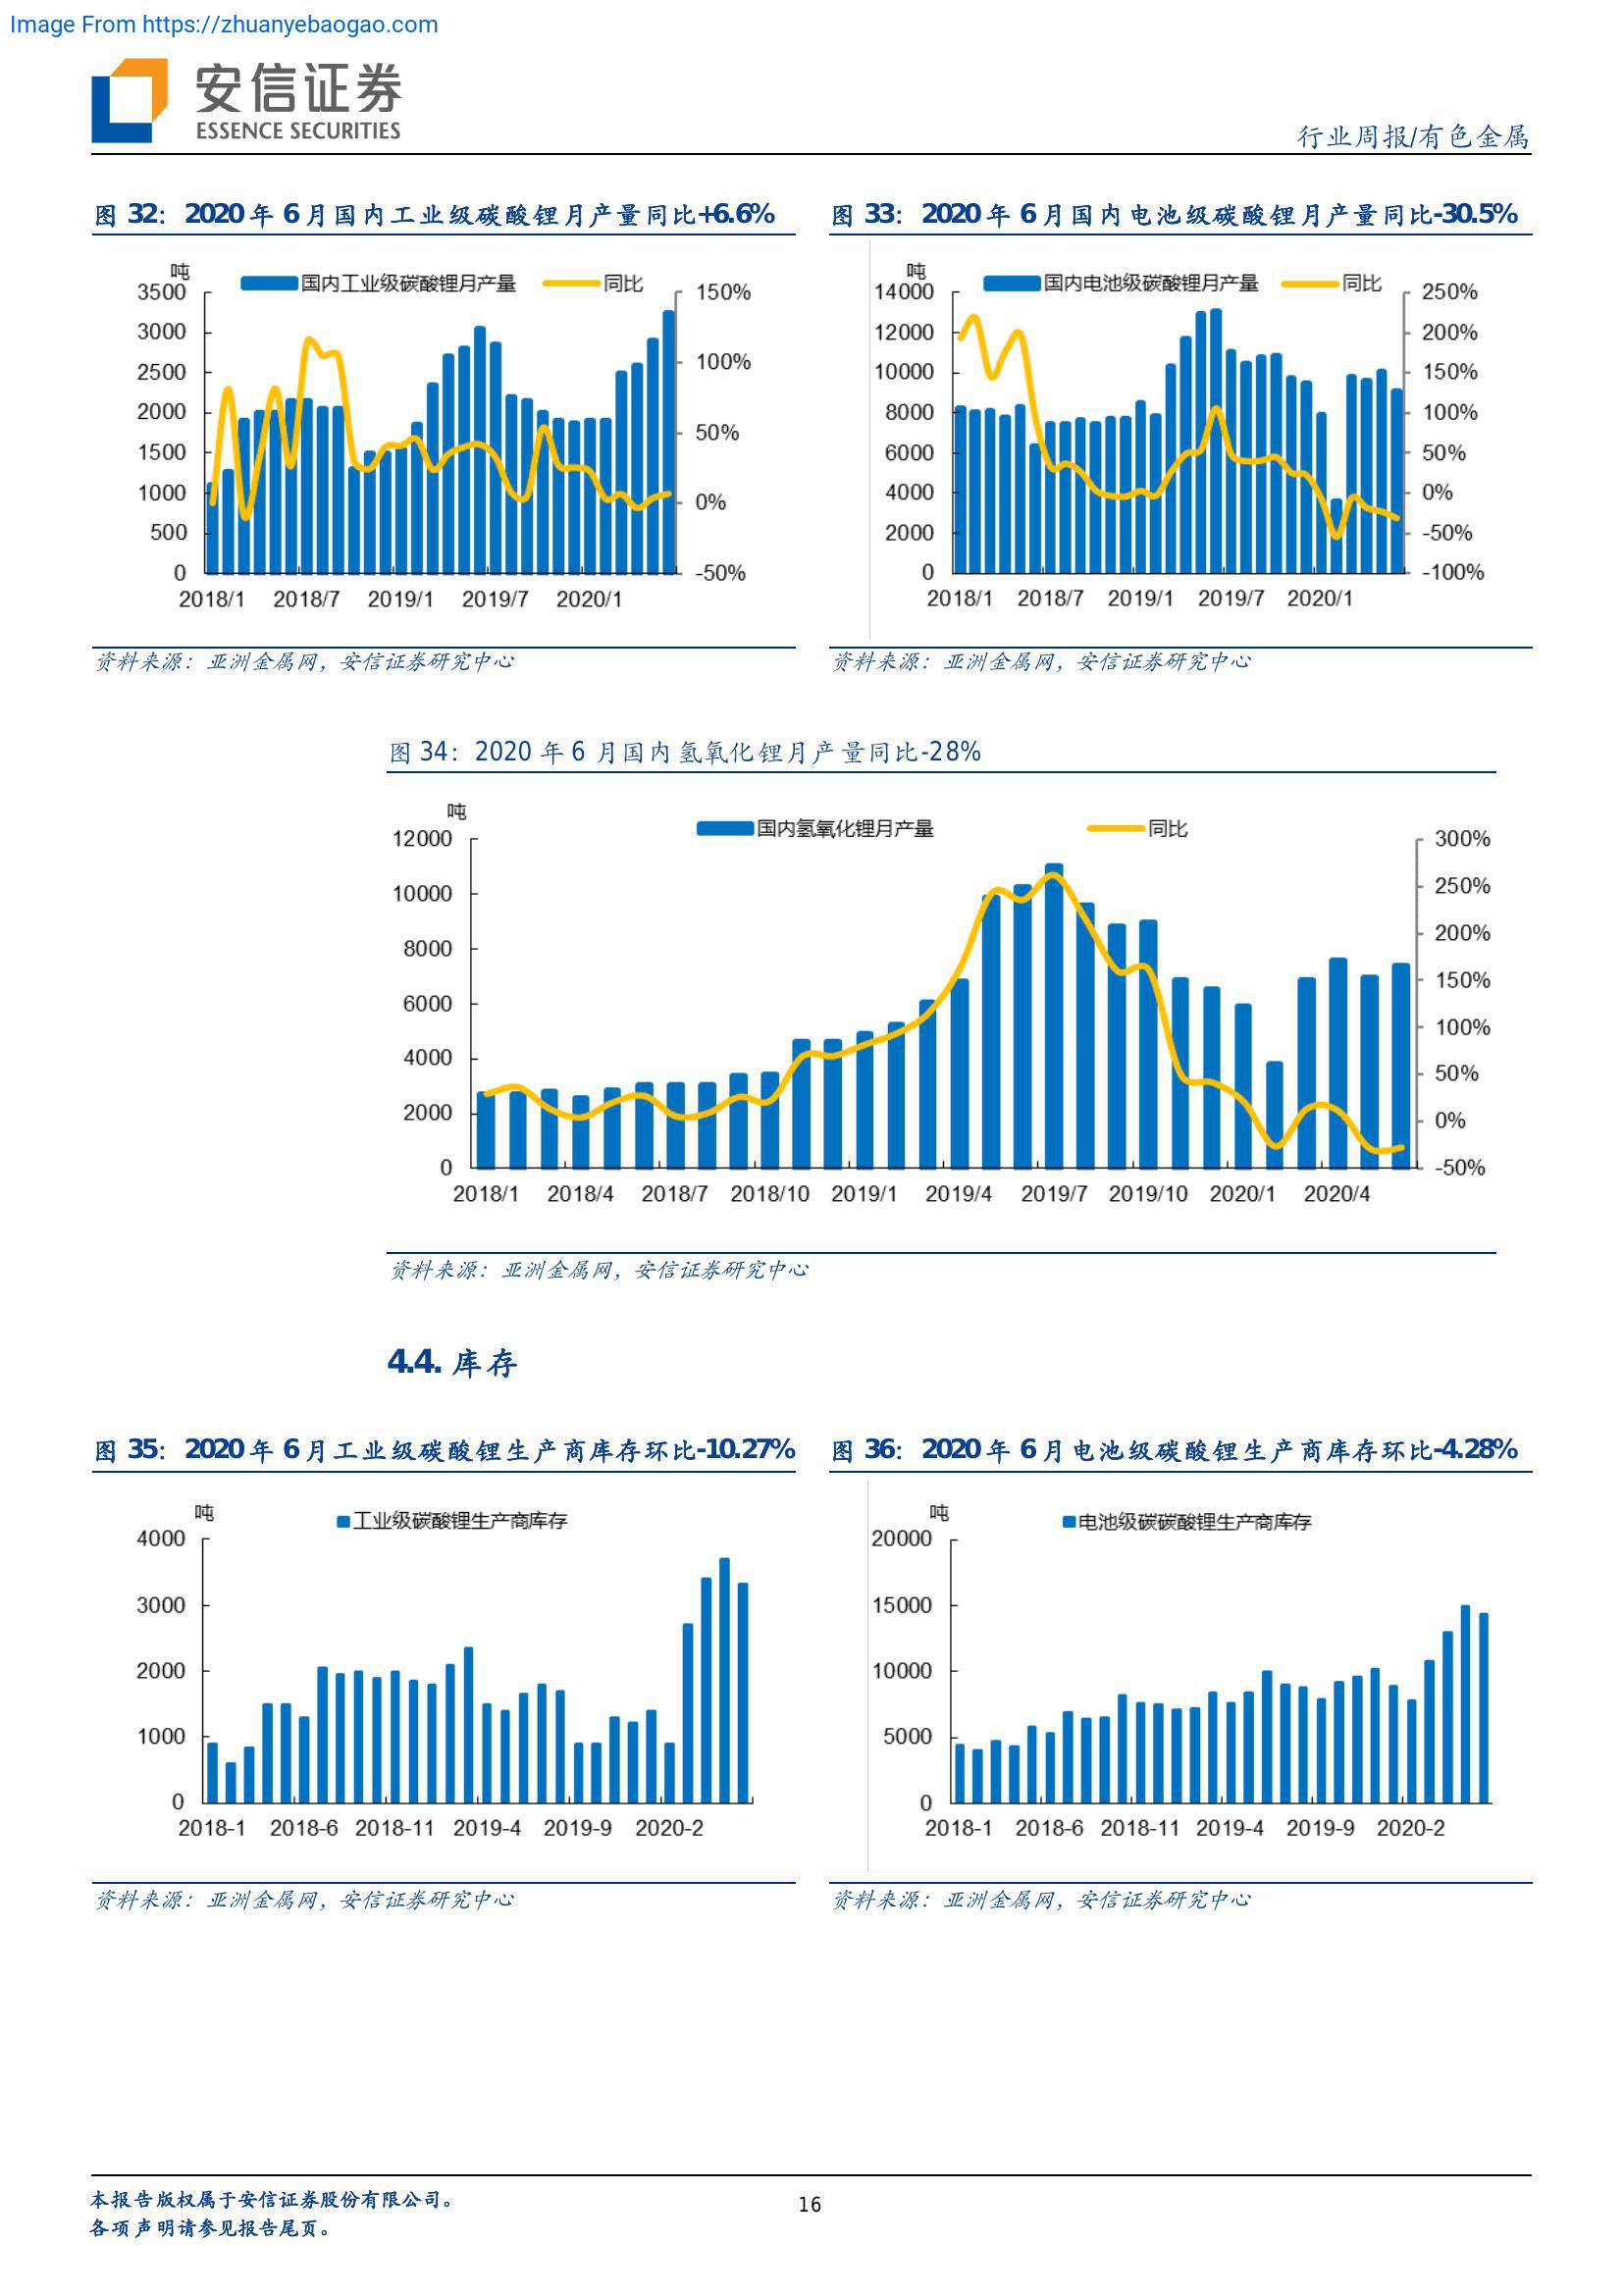 Image From https://zhuanyebaogao.com
安信证券
ESSENCE SECURITIES
行业周报/有色金属
图 32：2020 年 6 月国内工业级碳酸锂月产量同比+6.6%
吨
国内工业级碳酸锂月产量 同比
3500
3000
2500
2000
1500
1000
500
0
150%
100%
50%
0%
-50%
2018/1 2018/7 2019/1 2019/7 2020/1
资料来源：亚洲金属网，安信证券研究中心
图 33：2020 年 6 月国内电池级碳酸锂月产量同比-30.5%
吨
国内电池级碳酸锂月产量 同比
14000
12000
10000
8000
6000
4000
2000
0
250%
200%
150%
100%
50%
0%
-50%
-100%
2018/1 2018/7 2019/1 2019/7 2020/1
资料来源：亚洲金属网，安信证券研究中心
图 34：2020 年 6 月国内氢氧化锂月产量同比-28%
吨
国内氢氧化锂月产量 同比
12000
10000
8000
6000
4000
2000
0
300%
250%
200%
150%
100%
50%
0%
-50%
2018/1 2018/4 2018/7 2018/10 2019/1 2019/4 2019/7 2019/10 2020/1 2020/4
资料来源：亚洲金属网，安信证券研究中心
4.4. 库存
图 35：2020 年 6 月工业级碳酸锂生产商库存环比-10.27%
吨
工业级碳酸锂生产商库存
4000
3000
2000
1000
0
2018-1 2018-6 2018-11 2019-4 2019-9 2020-2
资料来源：亚洲金属网，安信证券研究中心
图 36：2020 年 6 月电池级碳酸锂生产商库存环比-4.28%
吨
电池级碳碳酸锂生产商库存
20000
15000
10000
5000
0
2018-1 2018-6 2018-11 2019-4 2019-9 2020-2
资料来源：亚洲金属网，安信证券研究中心
本报告版权属于安信证券股份有限公司。
各项声明请参见报告尾页。
16